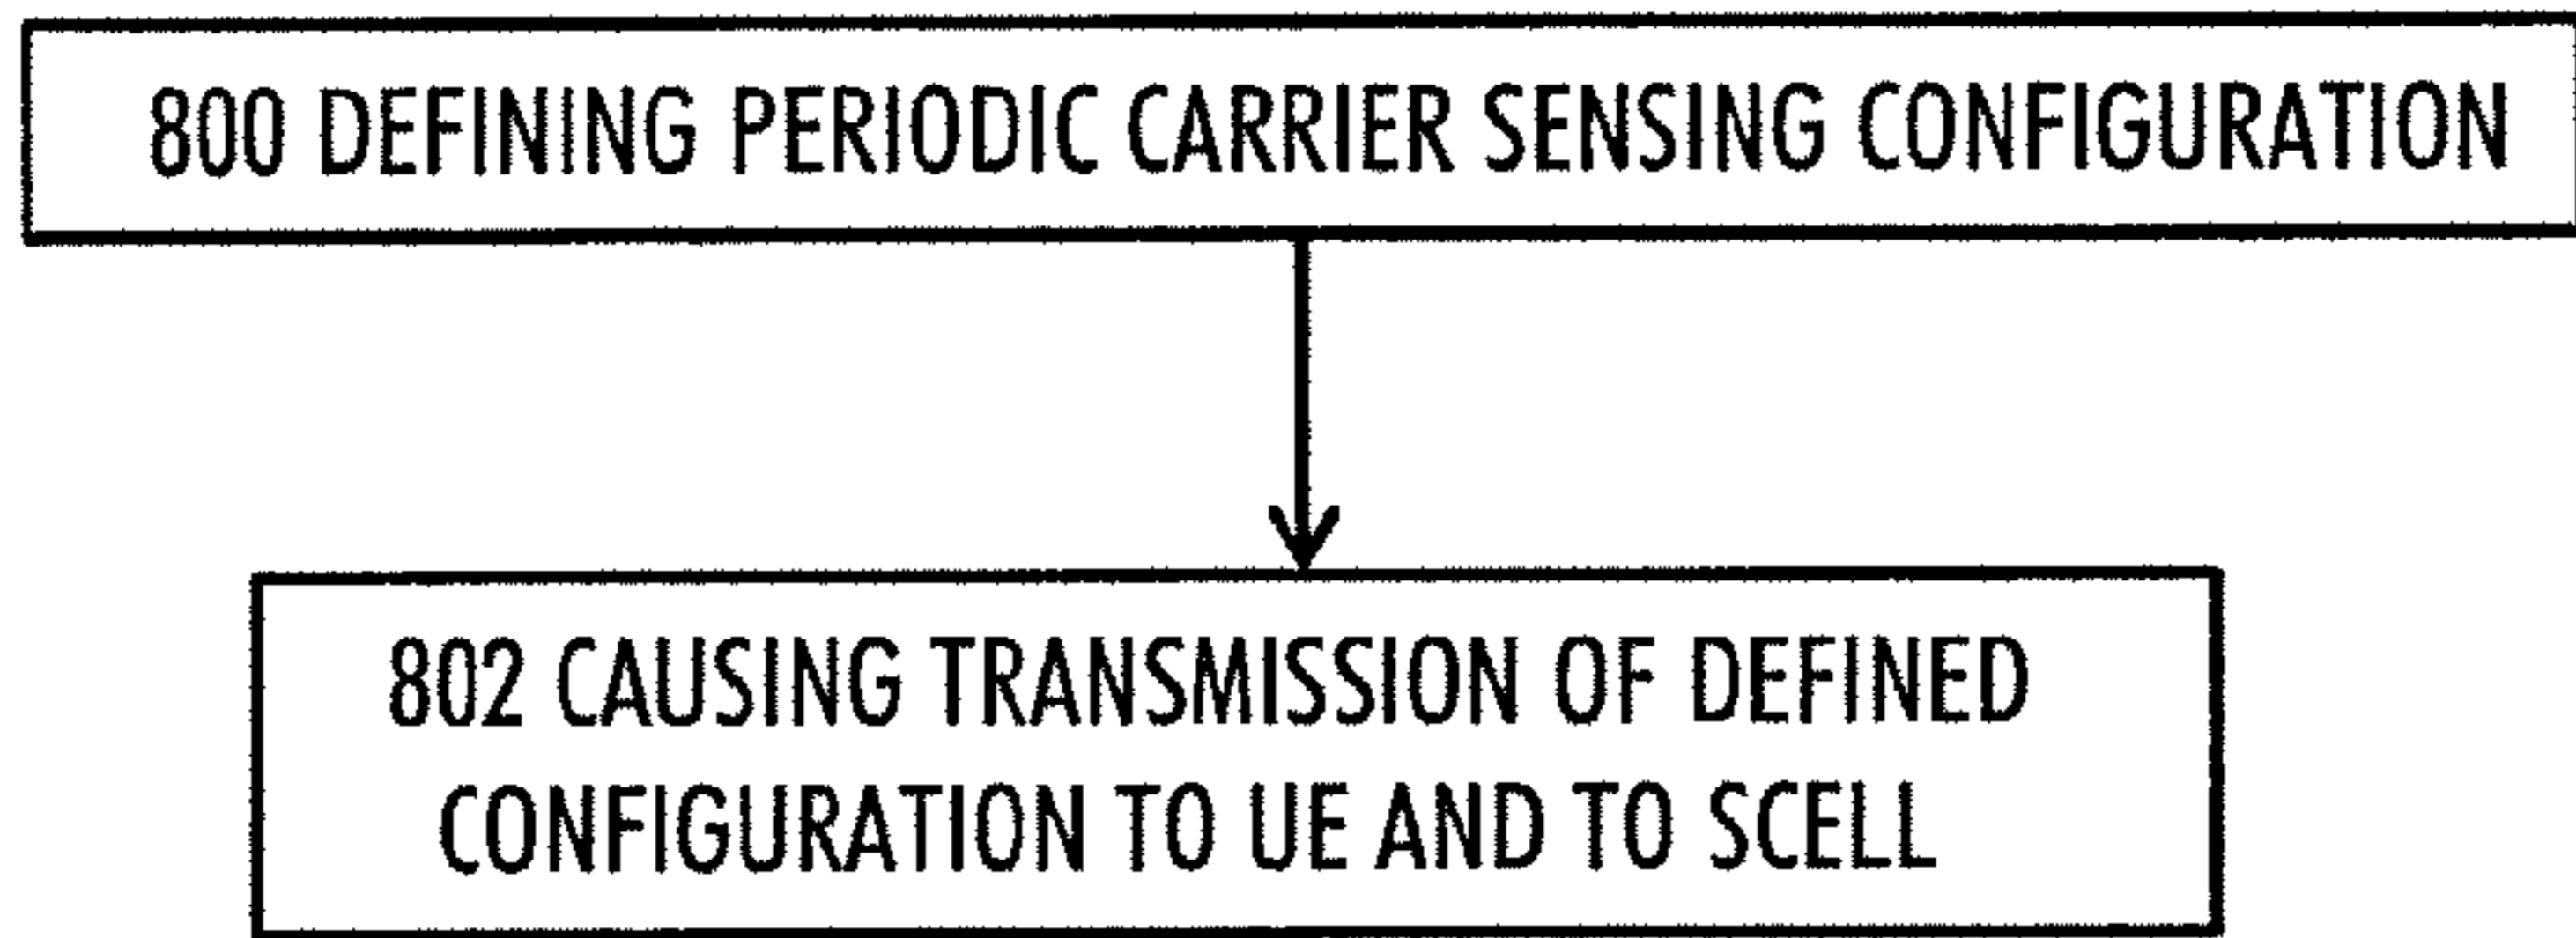 800 DEFINING PERIODIC CARRIER SENSING CONFIGURATION
802 CAUSING TRANSMISSION OF DEFINED
CONFIGURATION TO UE AND TO SCELL